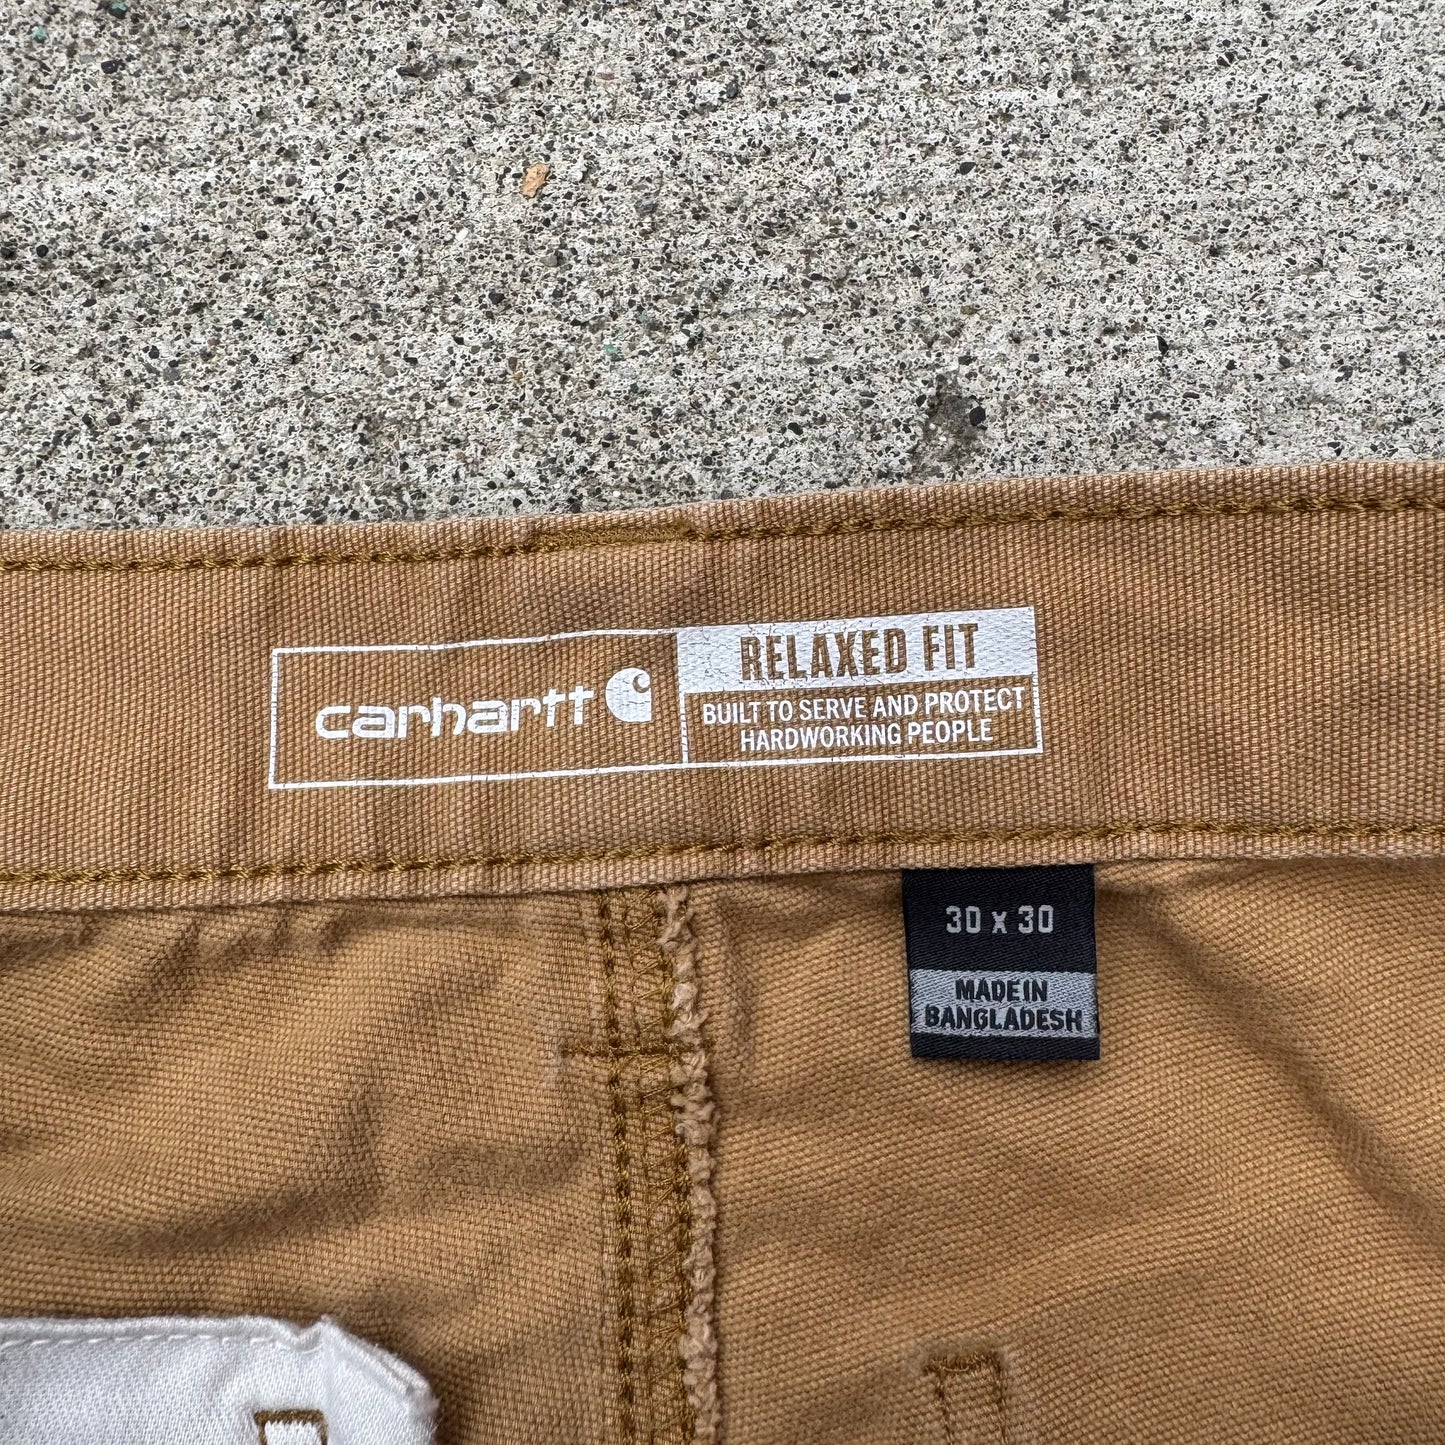 carhartt
RELAXED FIT
BUILT TO SERVE AND PROTECT
HARDWORKING PEOPLE
30 x 30
MADE IN
BANGLADESH